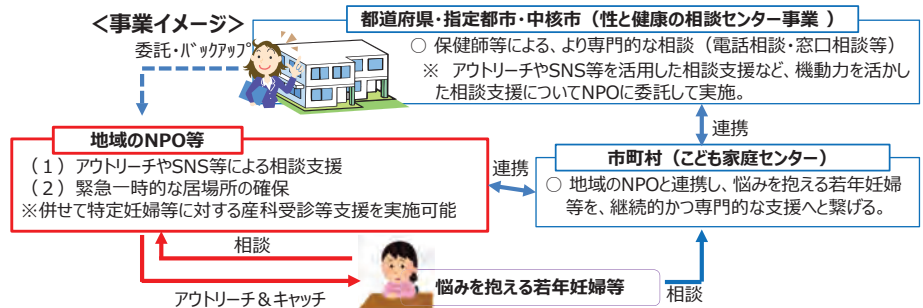 ＜事業イメージ＞
委託・バックアップ
都道府県・指定都市・中核市（性と健康の相談センター事業 ）
○ 保健師等による、より専門的な相談（電話相談・窓口相談等）
※ アウトリーチやSNS等を活用した相談支援など、機動力を活かし
た相談支援についてNPOに委託して実施。
連携
地域のNPO等
（１）アウトリーチやSNS等による相談支援
（２）緊急一時的な居場所の確保
※併せて特定妊婦等に対する産科受診等支援を実施可能
連携
市町村（こども家庭センター）
○ 地域のNPOと連携し、悩みを抱える若年妊婦
等を、継続的かつ専門的な支援へと繋げる。
相談
アウトリーチ＆キャッチ
悩みを抱える若年妊婦等
相談